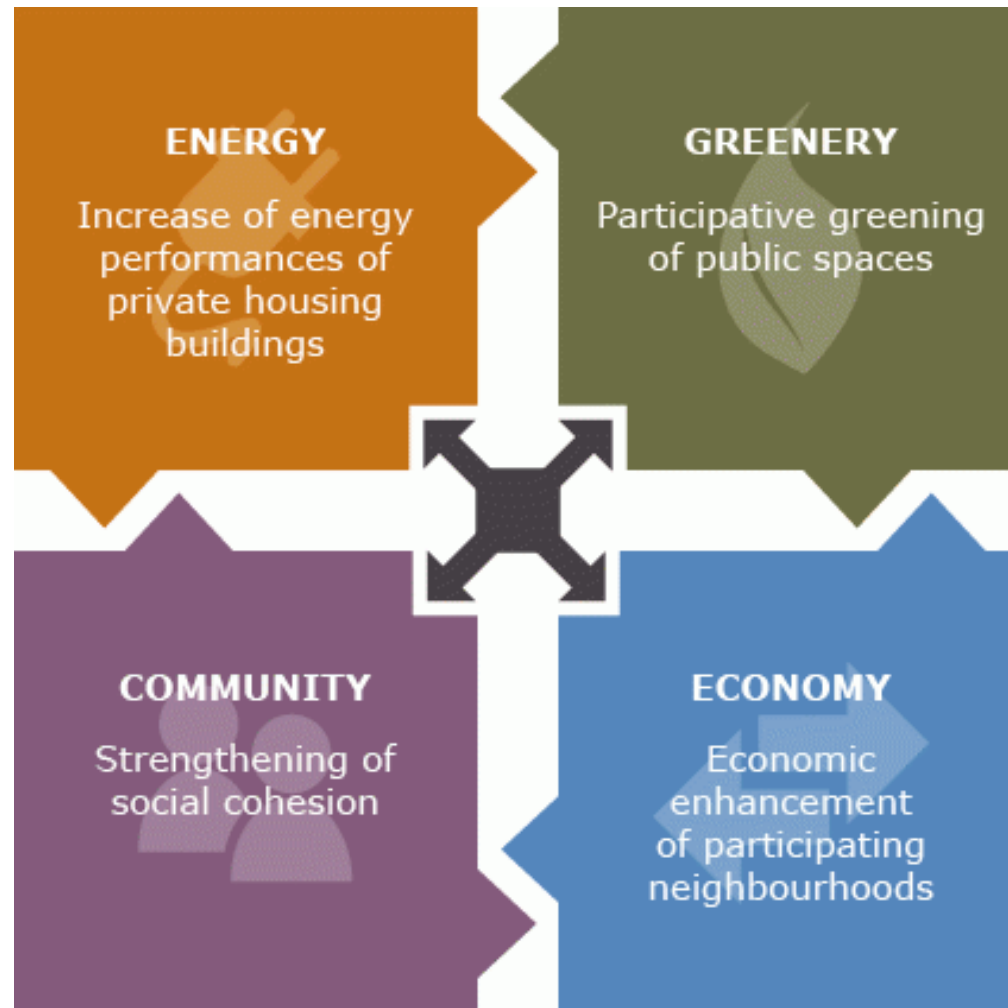 ENERGY
Increase of energy
performances of
private housing
buildings
GREENERY
Participative greening
of public spaces
COMMUNITY
Strengthening of
social cohesion
ECONOMY
Economic
enhancement
of participating
neighbourhoods